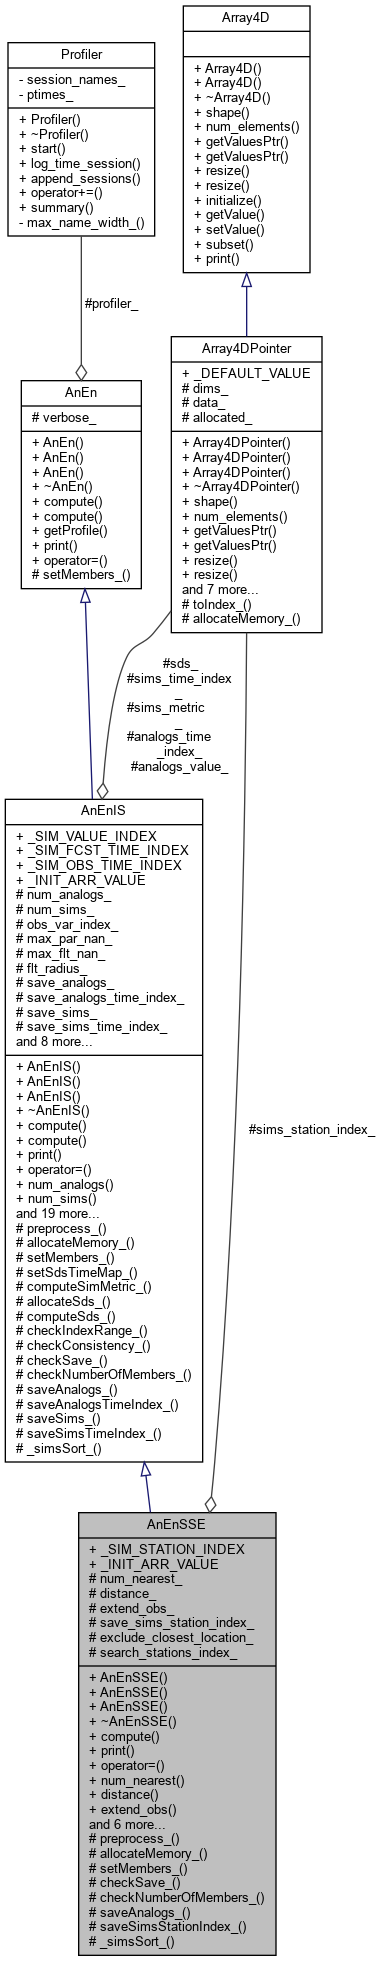 Array4D
+ Array4D()
+ Array4D()
+ ~Array4D()
+ shape()
+ num_elements()
+ getValuesPtr()
+ getValuesPtr()
+ resize()
+ resize()
+ initialize()
+ getValue()
+ setValue()
+ subset()
+ print()
Profiler
- session_names_
- ptimes_
+ Profiler()
+ ~Profiler()
+ start()
+ log_time_session()
+ append_sessions()
+ operator+=()
+ summary()
- max_name_width_()
#profiler_
Array4DPointer
+ _DEFAULT_VALUE
# dims_
# data_
# allocated_
+ Array4DPointer()
+ Array4DPointer()
+ Array4DPointer()
+ ~Array4DPointer()
+ shape()
+ num_elements()
+ getValuesPtr()
+ getValuesPtr()
+ resize()
+ resize()
and 7 more...
# toIndex_()
# allocateMemory_()
AnEn
# verbose_
+ AnEn()
+ AnEn()
+ AnEn()
+ ~AnEn()
+ compute()
+ compute()
+ getProfile()
+ print()
+ operator=()
# setMembers_()
#sds_
#sims_time_index
_
#sims_metric
_
#analogs_time
_index_
#analogs_value_
AnEnIS
+ _SIM_VALUE_INDEX
+ _SIM_FCST_TIME_INDEX
+ _SIM_OBS_TIME_INDEX
+ _INIT_ARR_VALUE
# num_analogs_
# num_sims_
# obs_var_index_
# max_par_nan_
# max_flt_nan_
# flt_radius_
# save_analogs_
# save_analogs_time_index_
# save_sims_
# save_sims_time_index_
and 8 more...
+ AnEnIS()
+ AnEnIS()
+ AnEnIS()
+ ~AnEnIS()
+ compute()
+ compute()
+ print()
+ operator=()
+ num_analogs()
+ num_sims()
and 19 more...
# preprocess_()
# allocateMemory_()
# setMembers_()
# setSdsTimeMap_()
# computeSimMetric_()
# allocateSds_()
# computeSds_()
# checkIndexRange_()
# checkConsistency_()
# checkSave_()
# checkNumberOfMembers_()
# saveAnalogs_()
# saveAnalogsTimeIndex_()
# saveSims_()
# saveSimsTimeIndex_()
# _simsSort_()
#sims_station_index_
AnEnSSE
+ _SIM_STATION_INDEX
+ _INIT_ARR_VALUE
# num_nearest_
# distance_
# extend_obs_
# save_sims_station_index_
# exclude_closest_location_
# search_stations_index_
+ AnEnSSE()
+ AnEnSSE()
+ AnEnSSE()
+ ~AnEnSSE()
+ compute()
+ print()
+ operator=()
+ num_nearest()
+ distance()
+ extend_obs()
and 6 more...
# preprocess_()
# allocateMemory_()
# setMembers_()
# checkSave_()
# checkNumberOfMembers_()
# saveAnalogs_()
# saveSimsStationIndex_()
# _simsSort_()